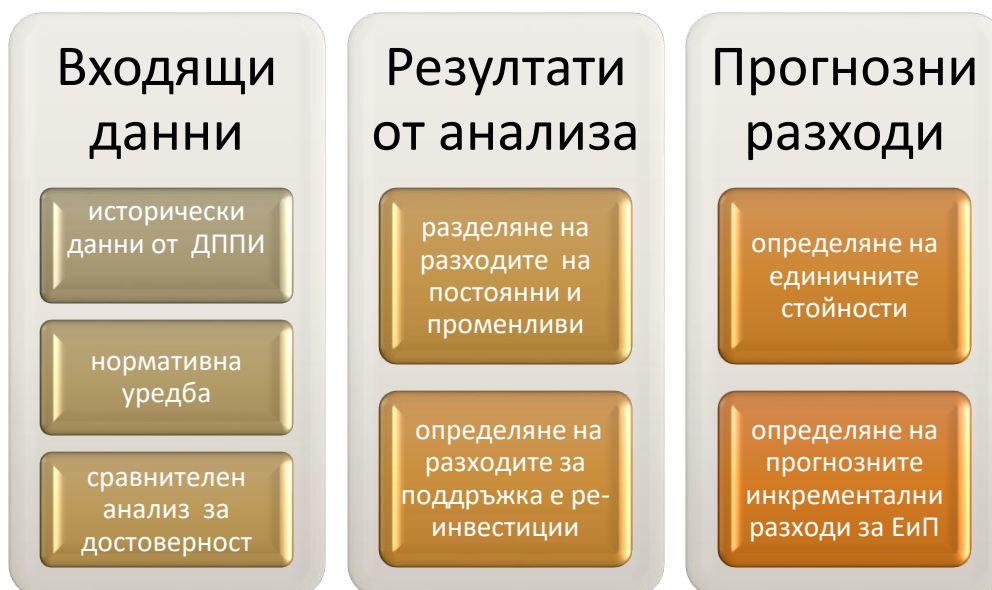 Входящи
данни
исторически
данни от ДППИ
нормативна
уредба
сравнителен
анализ за
достоверност
Резултати
от анализа
разделяне на
разходите на
постоянни и
променливи
определяне на
разходите за
поддръжка е ре-
инвестиции
Прогнозни
разходи
определяне на
единичните
стойности
определяне на
прогнозните
инкрементални
разходи за ЕиП